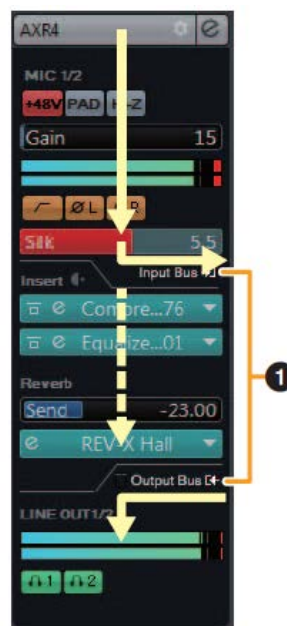 AXR4 e
MIC 1/2
+48V PAD Hi-Z
Gain 15
Ø L R
Silk 5.5
Input Bus
Insert
e Compre...76
e Equalize...01
1
Reverb
Send -23.00
e REV-X Hall
Output Bus
LINE OUT1/2
1 2